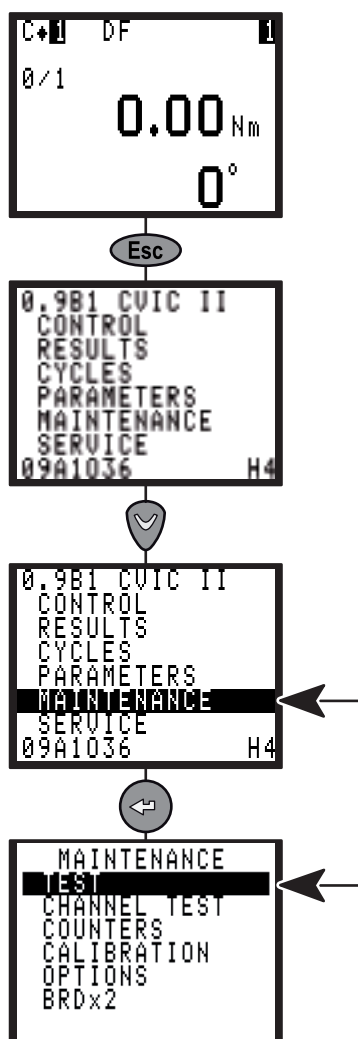 C♦1 DF 1
0/1
0.00 Nm
0°
Esc
0.9B1 CVIC II
CONTROL
RESULTS
CYCLES
PARAMETERS
MAINTENANCE
SERVICE
09A1036 H4
0.9B1 CVIC II
CONTROL
RESULTS
CYCLES
PARAMETERS
MAINTENANCE
SERVICE
09A1036 H4
MAINTENANCE
TEST
CHANNEL TEST
COUNTERS
CALIBRATION
OPTIONS
BRDx2